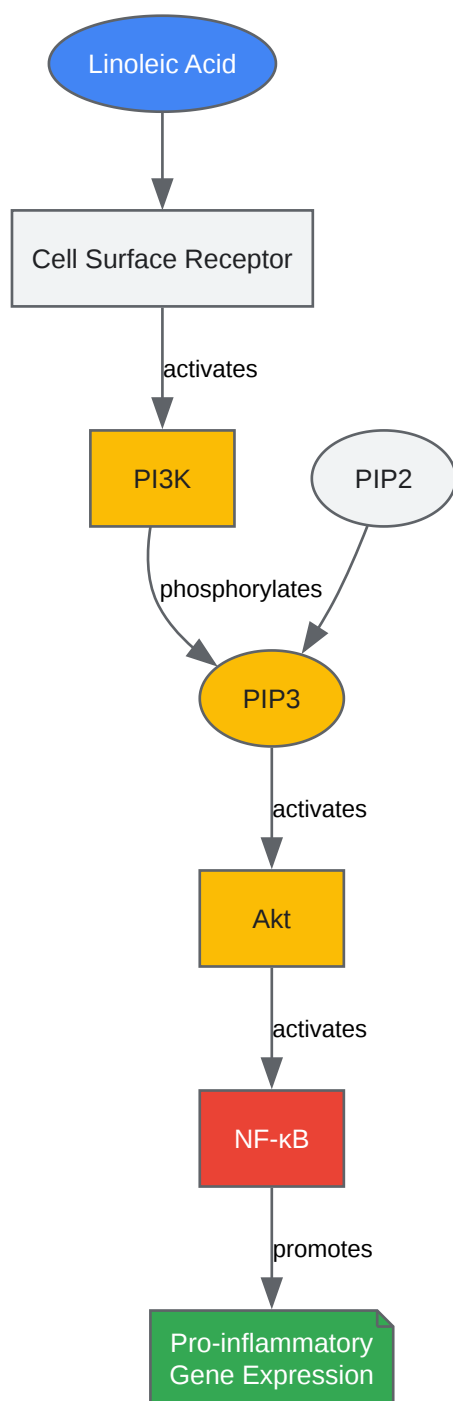 Linoleic Acid
Cell Surface Receptor
activates
PI3K
PIP2
phosphorylates
PIP3
activates
Akt
activates
NF-κB
promotes
Pro-inflammatory
Gene Expression